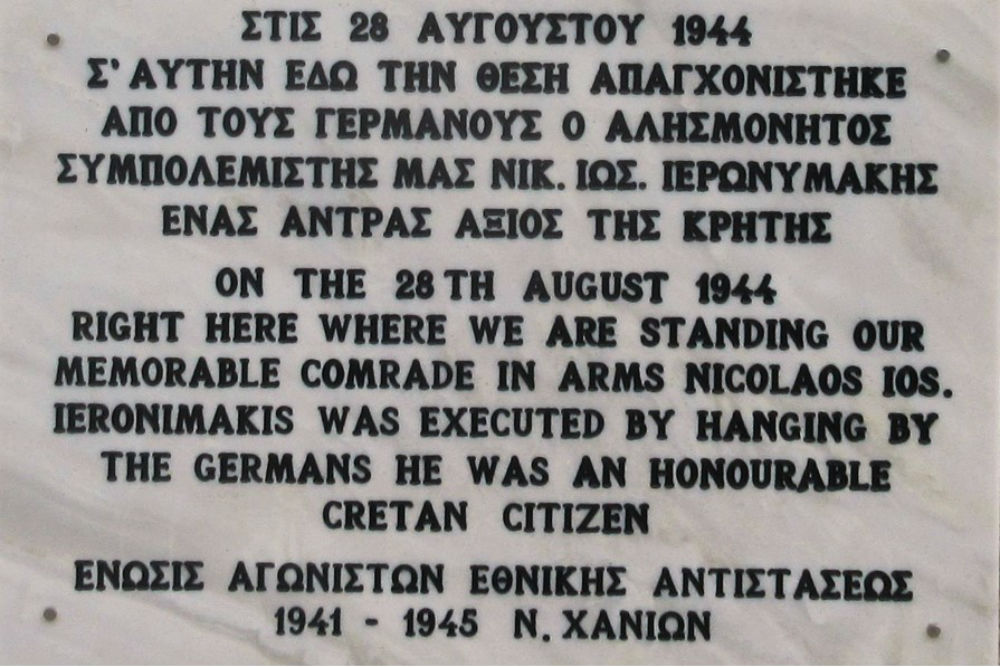 ΣΤΙΣ 28 ΑΥΓΟΥΣΤΟΥ 1944
Σ' ΑΥΤΗΝ ΕΔΩ ΤΗΝ ΘΕΣΗ ΑΠΑΓΧΟΝΙΣΤΗΚΕ
ΑΠΟ ΤΟΥΣ ΓΕΡΜΑΝΟΥΣ Ο ΑΛΗΣΜΟΝΗΤΟΣ
ΣΥΜΠΟΛΕΜΙΣΤΗΣ ΜΑΣ ΝΙΚ. ΙΩΣ. ΙΕΡΩΝΥΜΑΚΗΣ
ΕΝΑΣ ΑΝΤΡΑΣ ΑΞΙΟΣ ΤΗΣ ΚΡΗΤΗΣ
ON THE 28 TH AUGUST 1944
RIGHT HERE WHERE WE ARE STANDING OUR
MEMORABLE COMRADE IN ARMS NICOLAOS IOS.
IERONIMAKIS WAS EXECUTED BY HANGING BY
THE GERMANS HE WAS AN HONOURABLE
CRETAN CITIZEN
ΕΝΩΣΙΣ ΑΓΩΝΙΣΤΩΝ ΕΘΝΙΚΗΣ ΑΝΤΙΣΤΑΣΕΩΣ
1941 - 1945 Ν. ΧΑΝΙΩΝ